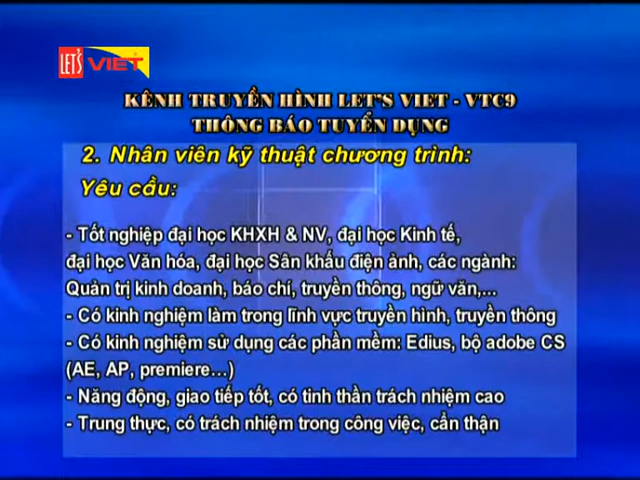 LET'S VIET
KÊNH TRUYỀN HÌNH LET'S VIET - VTC9
THÔNG BÁO TUYỂN DỤNG
2. Nhân viên kỹ thuật chương trình:
Yêu cầu:
- Tốt nghiệp đại học KHXH & NV, đại học Kinh tế,
đại học Văn hóa, đại học Sân khấu điện ảnh, các ngành:
Quản trị kinh doanh, báo chí, truyền thông, ngữ văn,...
- Có kinh nghiệm làm trong lĩnh vực truyền hình, truyền thông
- Có kinh nghiệm sử dụng các phần mềm: Edius, bộ adobe CS
(AE, AP, premiere...)
- Năng động, giao tiếp tốt, có tinh thần trách nhiệm cao
- Trung thực, có trách nhiệm trong công việc, cẩn thận